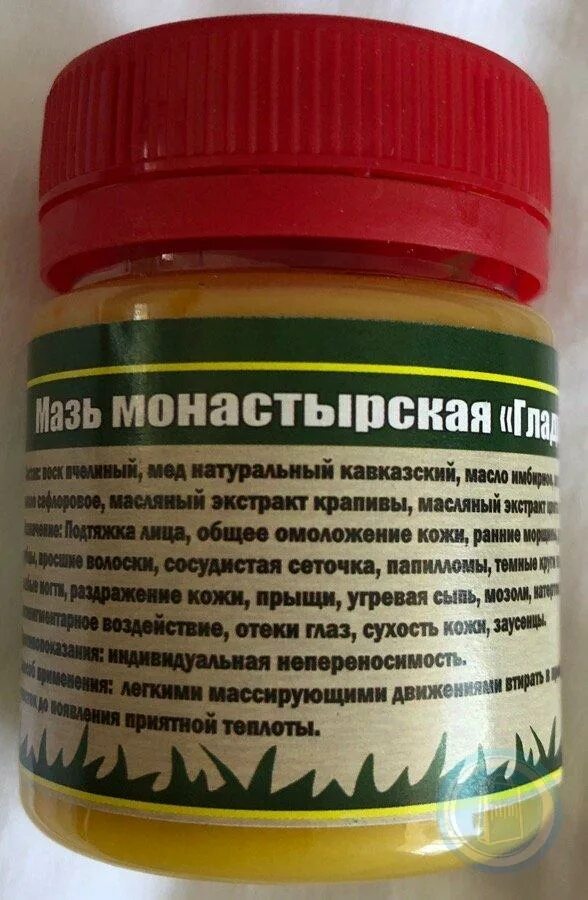 Мазь монастырская «Глад
воск пчелиный, мед натуральный кавказский, масло имбирное,
сафлоровое, масляный экстракт крапивы, масляный экстракт
Подтяжка лица, общее омоложение кожи, ранние морщины,
вросшие волоски, сосудистая сеточка, папилломы, темные круги
ногти, раздражение кожи, прыщи, угревая сыпь, мозоли,
воздействие, отеки глаз, сухость кожи, заусенцы.
индивидуальная непереносимость.
применения: легкими массирующими движениями втирать в
до появления приятной теплоты.